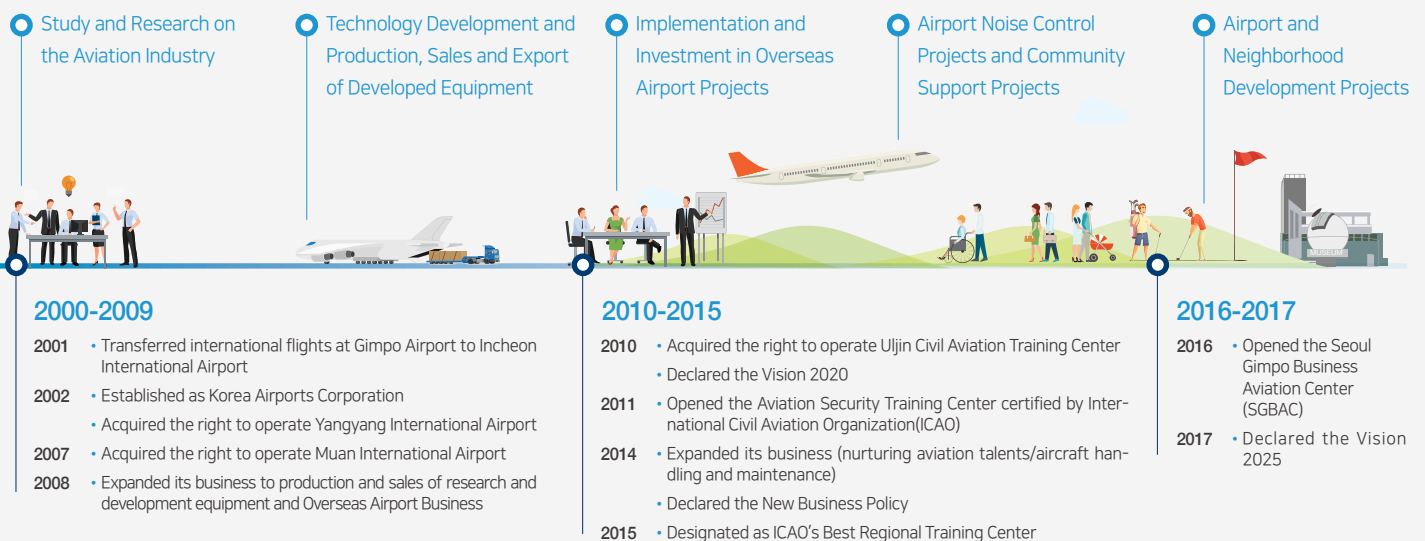 Study and Research on
the Aviation Industry
Technology Development and
Production, Sales and Export
of Developed Equipment
Implementation and
Investment in Overseas
Airport Projects
Airport Noise Control
Projects and Community
Support Projects
Airport and
Neighborhood
Development Projects
MUSEUM
2000-2009
2001 • Transferred international flights at Gimpo Airport to Incheon
International Airport
2002 • Established as Korea Airports Corporation
• Acquired the right to operate Yangyang International Airport
2007 • Acquired the right to operate Muan International Airport
2008 • Expanded its business to production and sales of research and
development equipment and Overseas Airport Business
2010-2015
2010 • Acquired the right to operate Uljin Civil Aviation Training Center
• Declared the Vision 2020
2011 • Opened the Aviation Security Training Center certified by Inter-
national Civil Aviation Organization(ICAO)
2014 • Expanded its business (nurturing aviation talents/aircraft han-
dling and maintenance)
• Declared the New Business Policy
2015 • Designated as ICAO's Best Regional Training Center
2016-2017
2016 • Opened the Seoul
Gimpo Business
Aviation Center
(SGBAC)
2017 • Declared the Vision
2025